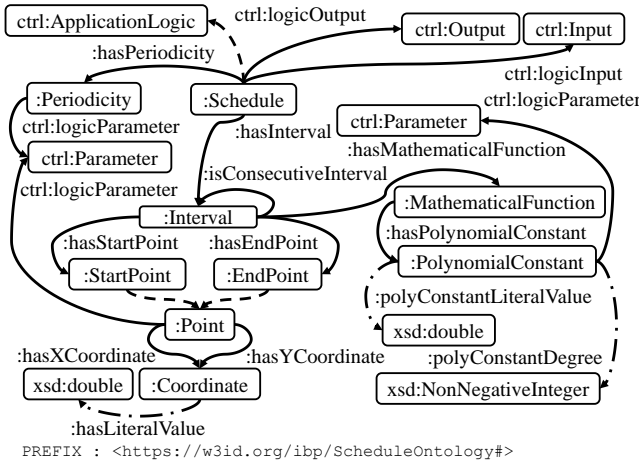 ctrl:ApplicationLogic
ctrl:logicOutput
ctrl:Output
ctrl:Input
:hasPeriodicity
ctrl:logicInput
:Periodicity
:Schedule
ctrl:logicParameter
ctrl:logicParameter
:hasInterval
ctrl:Parameter
ctrl:Parameter
:hasMathematicalFunction
ctrl:logicParameter
:isConsecutiveInterval
:MathematicalFunction
:Interval
:hasPolynomialConstant
:hasStartPoint
:hasEndPoint
:StartPoint
:EndPoint
:PolynomialConstant
:polyConstantLiteralValue
:Point
xsd:double
:hasXCoordinate
:hasYCoordinate
:polyConstantDegree
xsd:double
:Coordinate
xsd:NonNegativeInteger
:hasLiteralValue
PREFIX : <https://w3id.org/ibp/ScheduleOntology#>